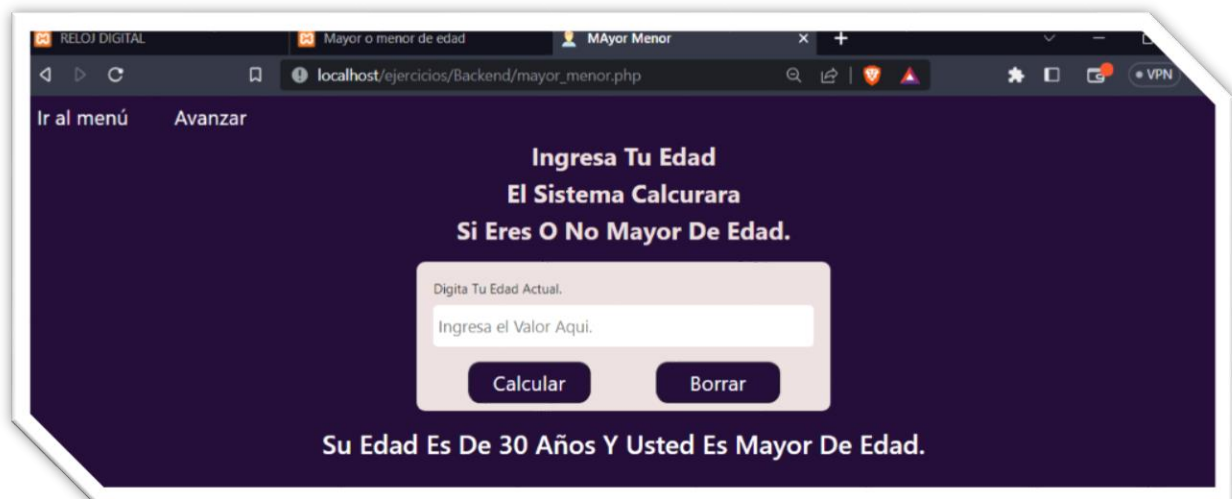 RELOJ DIGITAL
Mayor o menor de edad
MAyor Menor
localhost/ejercicios/Backend/mayor_menor.php
VPN
Ir al menú
Avanzar
Ingresa Tu Edad
El Sistema Calcurara
Si Eres O No Mayor De Edad.
Digita Tu Edad Actual.
Ingresa el Valor Aqui.
Calcular
Borrar
Su Edad Es De 30 Años Y Usted Es Mayor De Edad.